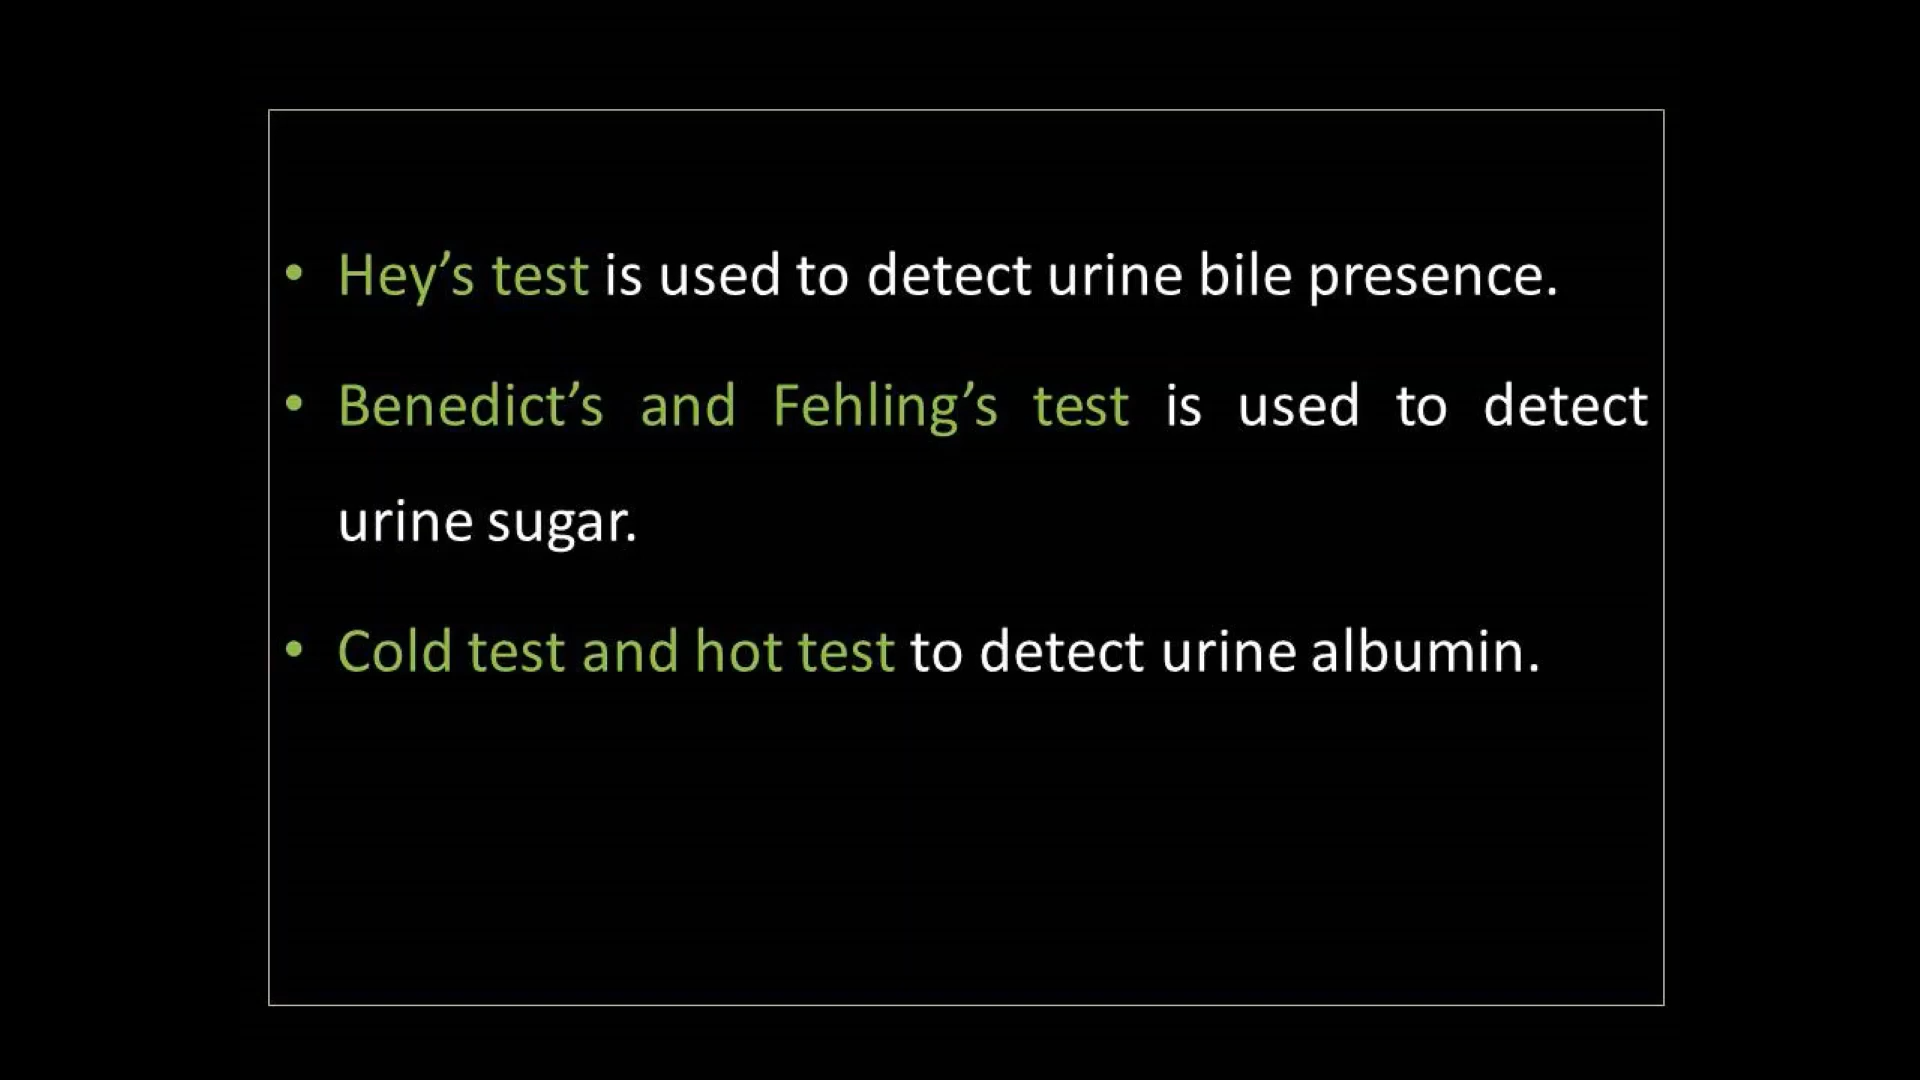 • Hey’s test is used to detect urine bile presence.
• Benedict’s and Fehling’s test is used to detect
urine sugar.
• Cold test and hot test to detect urine albumin.